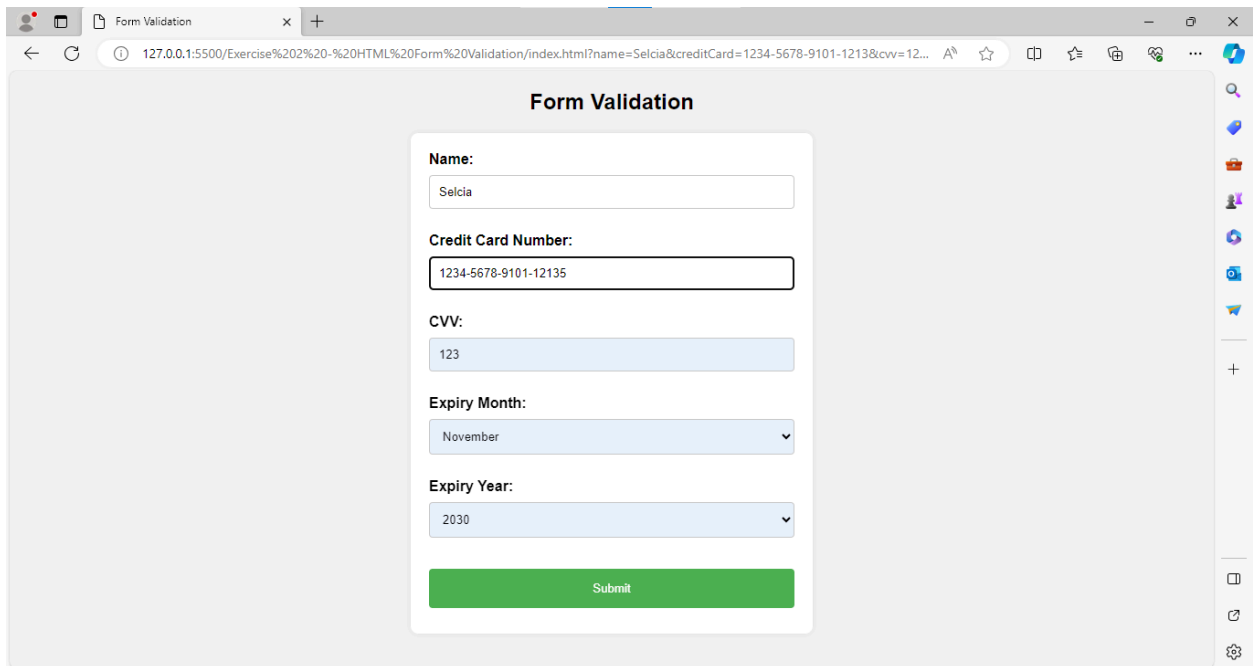 Form Validation
127.0.0.1:5500/Exercise%202%20-%20HTML%20Form%20Validation/index.html?name=Selcia&creditCard=1234-5678-9101-1213&cvv=12...
Form Validation
Name:
Selcia
Credit Card Number:
1234-5678-9101-12135
CVV:
123
Expiry Month:
November
Expiry Year:
2030
Submit